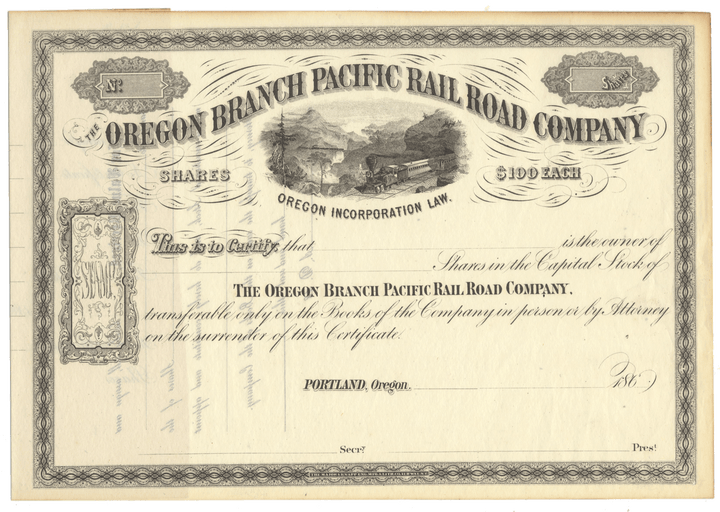 Nº
Shares
THE OREGON BRANCH PACIFIC RAIL ROAD COMPANY
SHARES
$100 EACH
OREGON INCORPORATION LAW.
This is to Certify, that is the owner of
Shares in the Capital Stock of
THE OREGON BRANCH PACIFIC RAIL ROAD COMPANY,
transferable only on the Books of the Company in person or by Attorney
on the surrender of this Certificate.
PORTLAND, Oregon. 186
Secy. Prest.